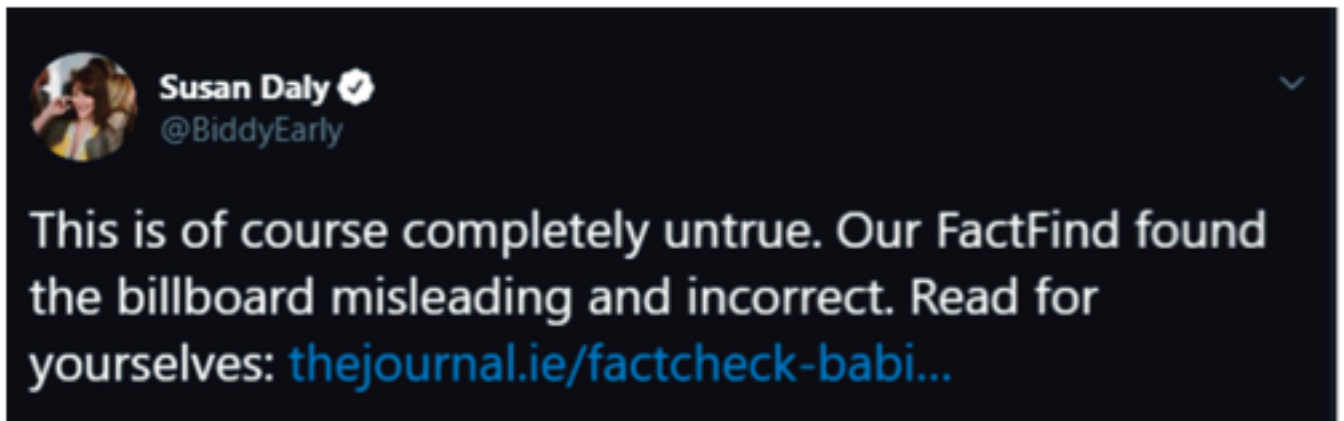 Susan Daly
@BiddyEarly
This is of course completely untrue. Our FactFind found
the billboard misleading and incorrect. Read for
yourselves: thejournal.ie/factcheck-babi...